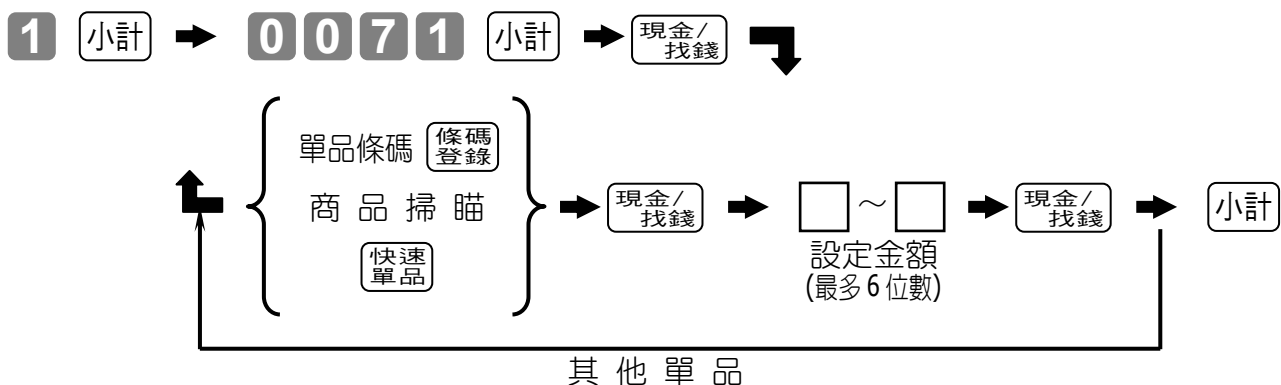 1 小計 0071 小計 現金/找錢
單品條碼 條碼登錄
商品掃瞄 現金/找錢 ～ 現金/找錢 小計
快速單品
設定金額
(最多6位數)
其他單品